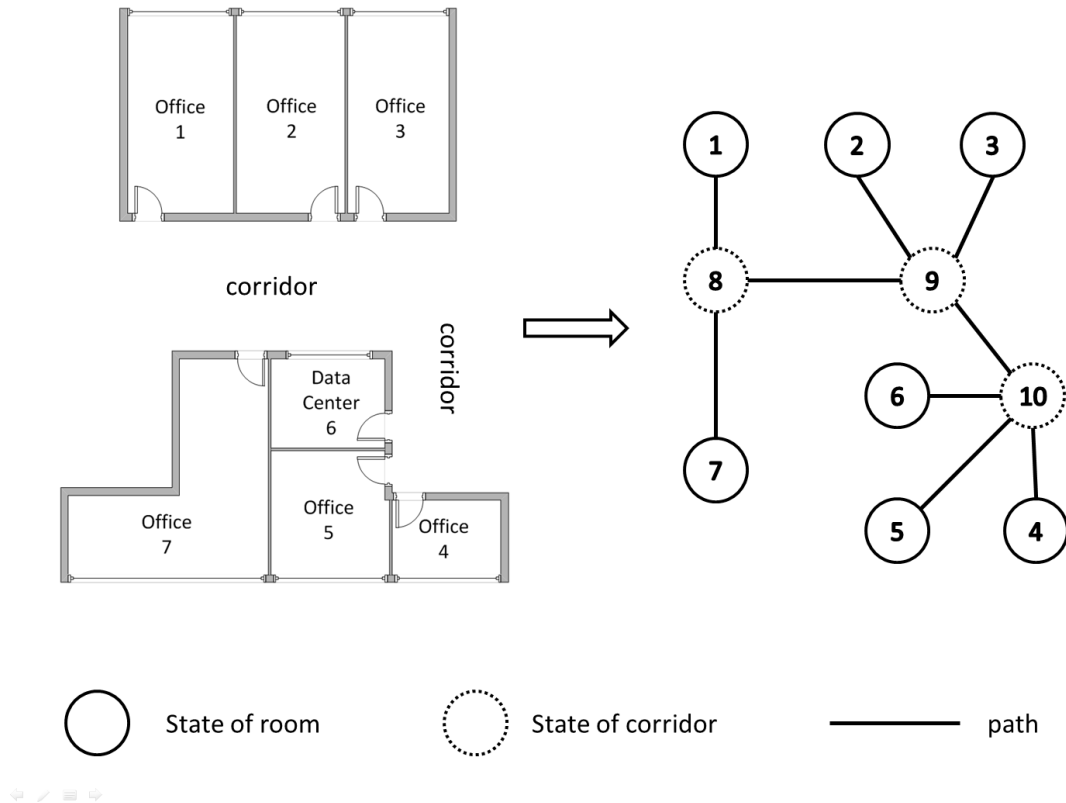 Office
1
Office
2
Office
3
corridor
corridor
Data
Center
6
Office
7
Office
5
Office
4
1
2
3
8
9
6
10
7
5
4
State of room
State of corridor
path